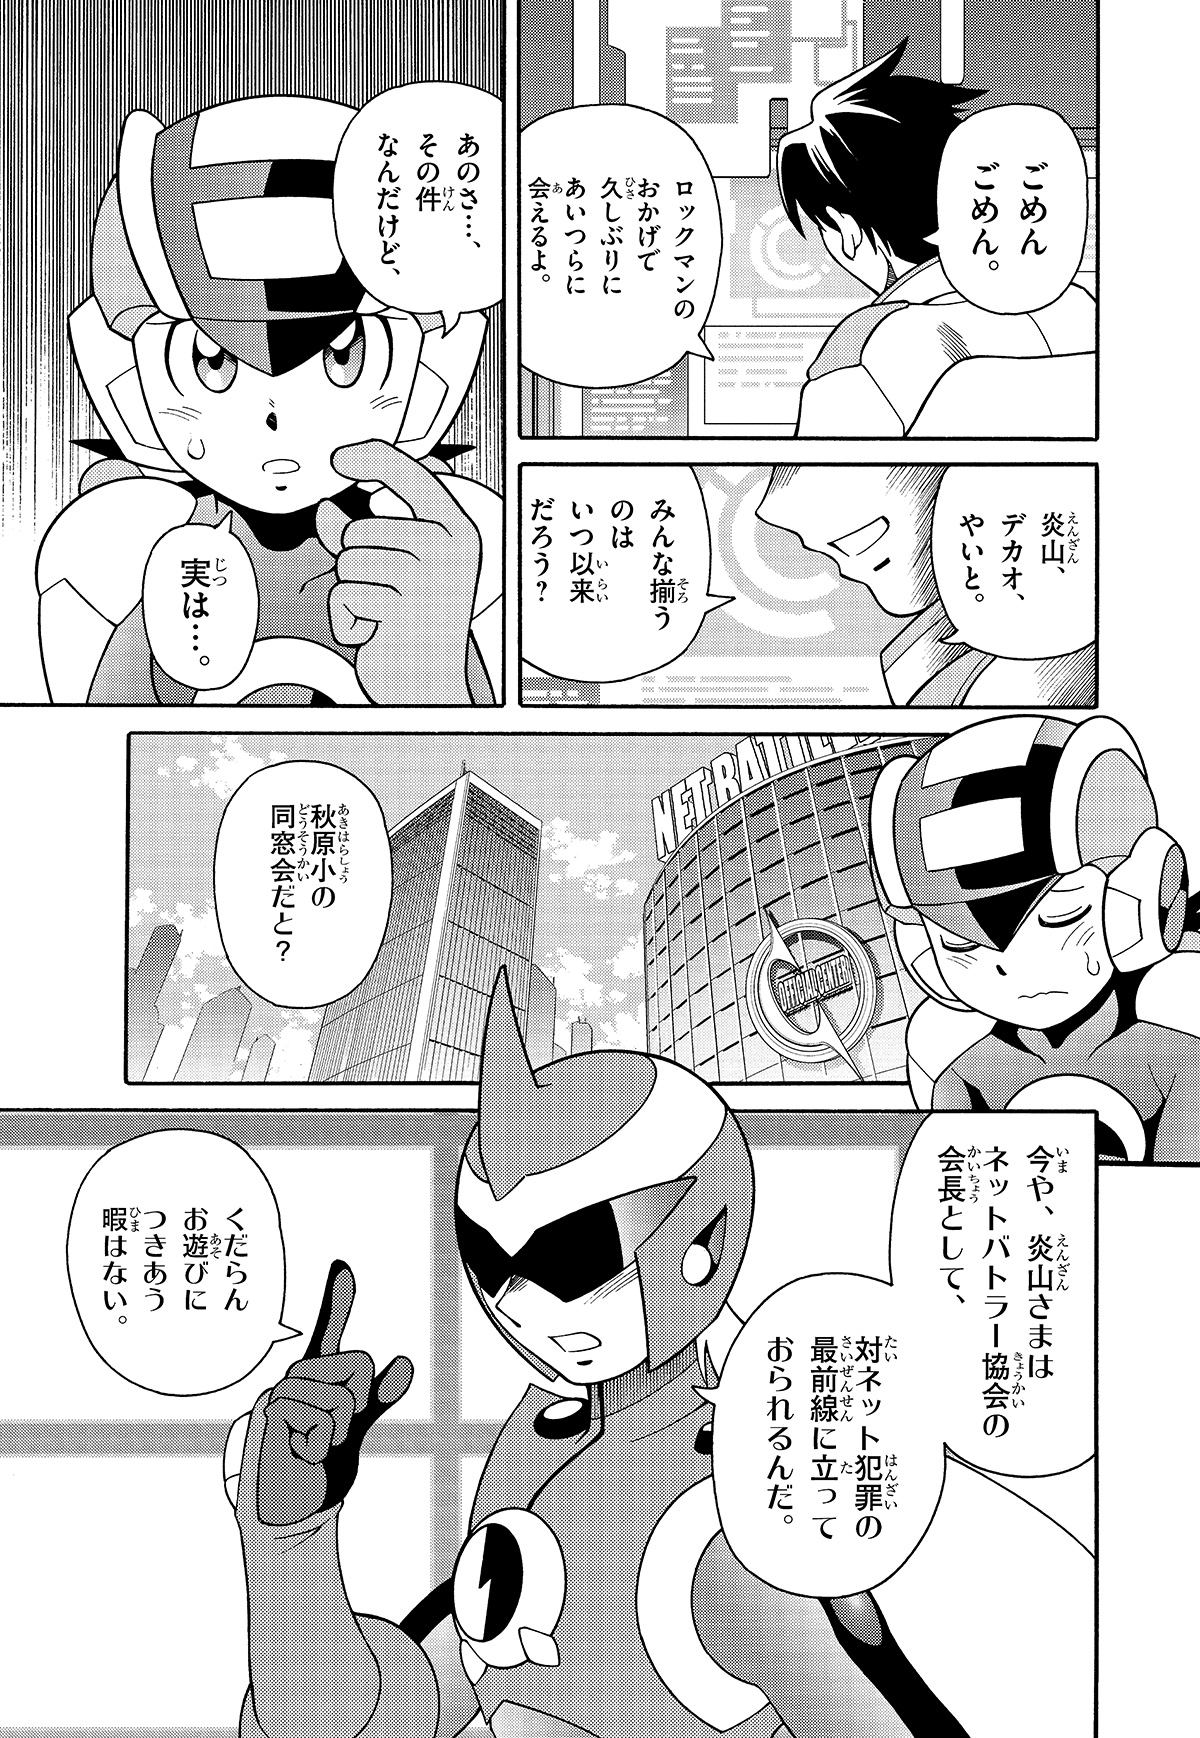 ごめん
ごめん。
ロックマンの
おかげで
久しぶりに
あいつらに
会えるよ。
炎山、
デカオ、
やいと。
みんな揃う
のは
いつ以来
だろう？
あのさ…、
その件
なんだけど、
実は…。
NETBATTLE
OFFICIAL CENTER
秋原小の
同窓会だと？
今や、炎山さまは
ネットバトラー協会の
会長として、
対ネット犯罪の
最前線に立って
おられるんだ。
くだらん
お遊びに
つきあう
暇はない。